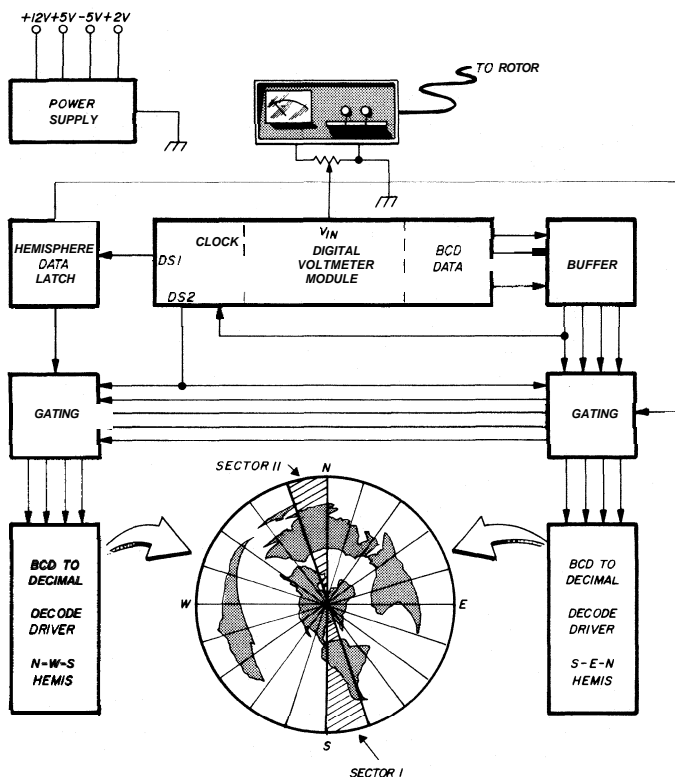 +12V +5V -5V +2V
POWER
SUPPLY
TO ROTOR
HEMISPHERE
DATA
LATCH
DS1
CLOCK
DS2
VIN
DIGITAL
VOLTMETER
MODULE
BCD
DATA
BUFFER
GATING
GATING
SECTOR II
N
W
E
S
SECTOR I
BCD TO
DECIMAL
DECODE
DRIVER
N-W-S
HEMIS
BCD TO
DECIMAL
DECODE
DRIVER
S-E-N
HEMIS